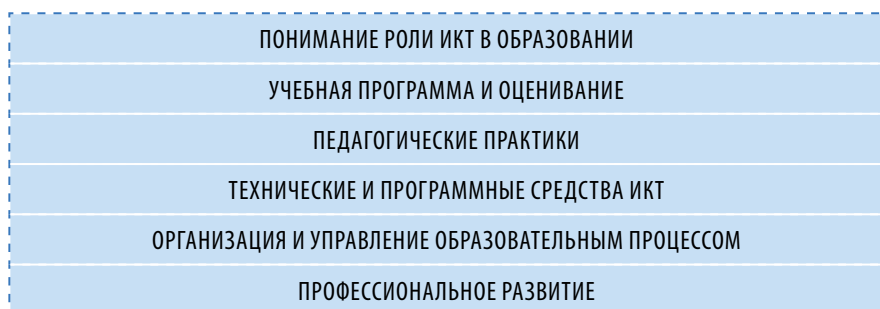 ПОНИМАНИЕ РОЛИ ИКТ В ОБРАЗОВАНИИ
УЧЕБНАЯ ПРОГРАММА И ОЦЕНИВАНИЕ
ПЕДАГОГИЧЕСКИЕ ПРАКТИКИ
ТЕХНИЧЕСКИЕ И ПРОГРАММНЫЕ СРЕДСТВА ИКТ
ОРГАНИЗАЦИЯ И УПРАВЛЕНИЕ ОБРАЗОВАТЕЛЬНЫМ ПРОЦЕССОМ
ПРОФЕССИОНАЛЬНОЕ РАЗВИТИЕ